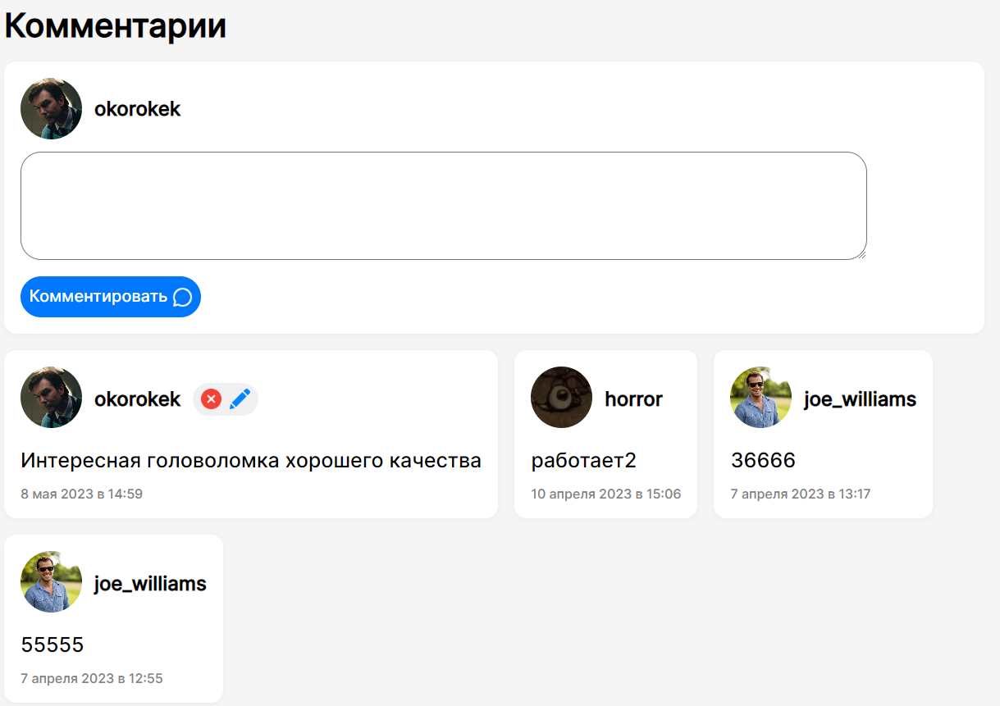 Комментарии
okorokek
Комментировать
okorokek
Интересная головоломка хорошего качества
8 мая 2023 в 14:59
horror
работает2
10 апреля 2023 в 15:06
joe_williams
36666
7 апреля 2023 в 13:17
joe_williams
55555
7 апреля 2023 в 12:55